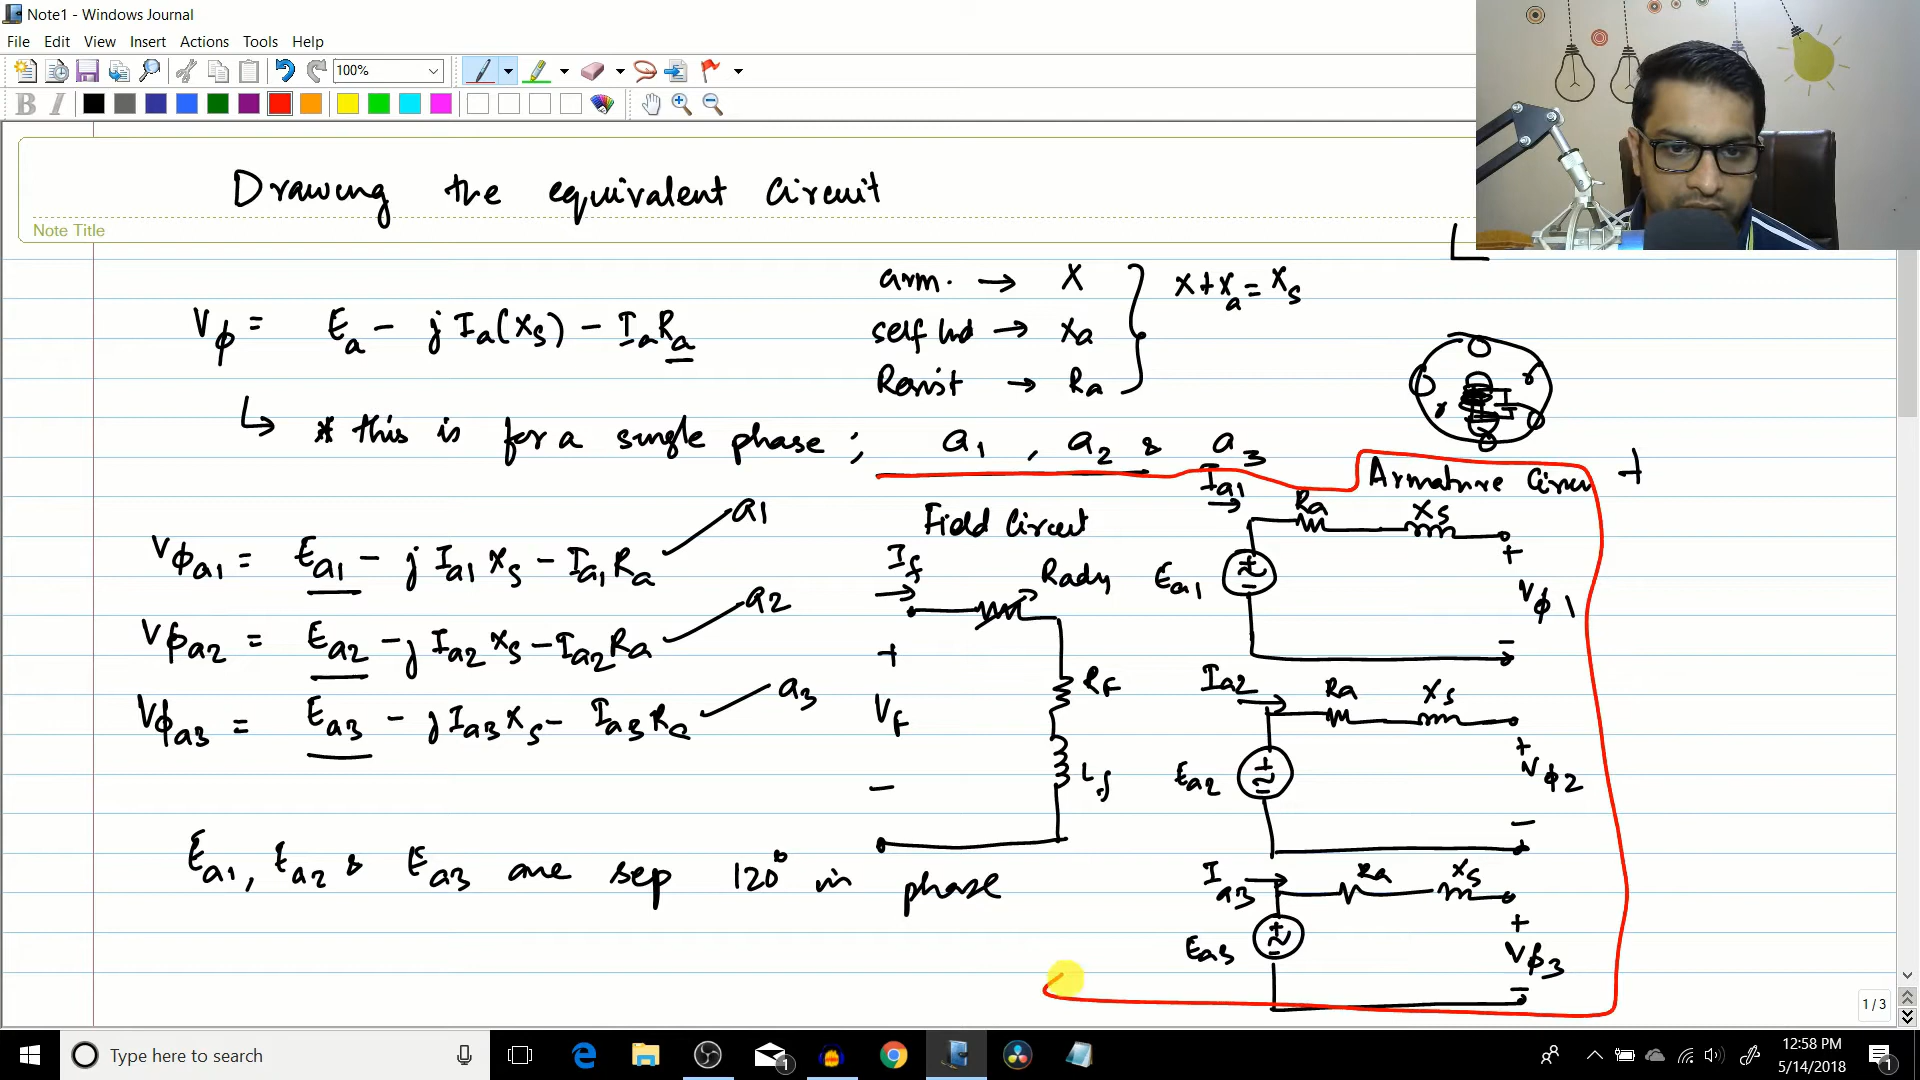 Note1 - Windows Journal
File Edit View Insert Actions Tools Help
100%
B I
Drawing the equivalent circuit
Note Title
Vϕ = Ea - j Ia(Xs) - IaRa
arm. → X
self ind → Xa
Resist → Ra
X + Xa = Xs
↳ * this is for a single phase ; a1 , a2 & a3
Vϕa1 = Ea1 - j Ia1 Xs - Ia1 Ra a1
Vϕa2 = Ea2 - j Ia2 Xs - Ia2 Ra a2
Vϕa3 = Ea3 - j Ia3 Xs - Ia3 Ra a3
Ea1, Ea2 & Ea3 are sep 120° in phase
Field Circuit
If
Radj
+
VF
-
RF
Lf
Armature Circu
Ia1
Ra Xs
Ea1
+
Vϕ1
-
Ia2
Ra Xs
Ea2
+
Vϕ2
-
Ia3
Ra Xs
Ea3
+
Vϕ3
-
1 / 3
Type here to search
1
12:58 PM
5/14/2018
1